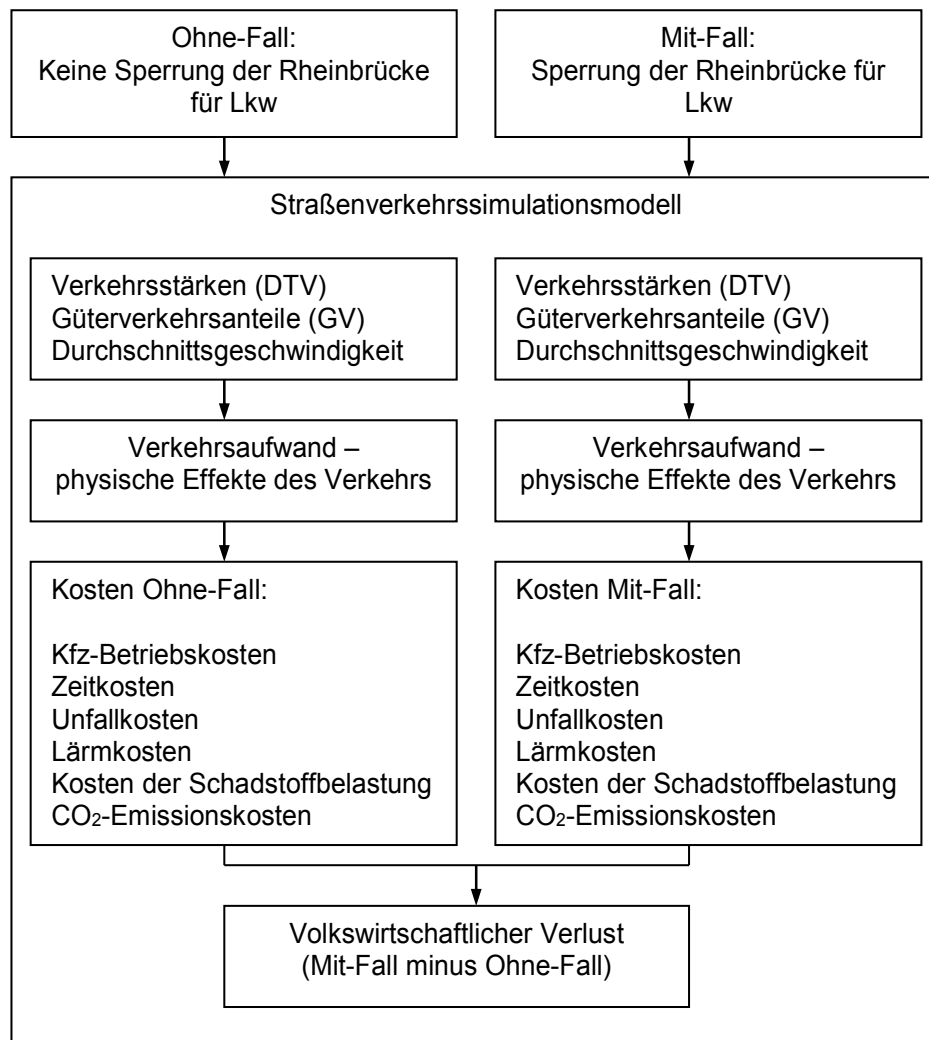 Ohne-Fall:
Keine Sperrung der Rheinbrücke
für Lkw
Mit-Fall:
Sperrung der Rheinbrücke für
Lkw
Straßenverkehrssimulationsmodell
Verkehrsstärken (DTV)
Güterverkehrsanteile (GV)
Durchschnittsgeschwindigkeit
Verkehrsstärken (DTV)
Güterverkehrsanteile (GV)
Durchschnittsgeschwindigkeit
Verkehrsaufwand –
physische Effekte des Verkehrs
Verkehrsaufwand –
physische Effekte des Verkehrs
Kosten Ohne-Fall:
Kfz-Betriebskosten
Zeitkosten
Unfallkosten
Lärmkosten
Kosten der Schadstoffbelastung
CO₂-Emissionskosten
Kosten Mit-Fall:
Kfz-Betriebskosten
Zeitkosten
Unfallkosten
Lärmkosten
Kosten der Schadstoffbelastung
CO₂-Emissionskosten
Volkswirtschaftlicher Verlust
(Mit-Fall minus Ohne-Fall)